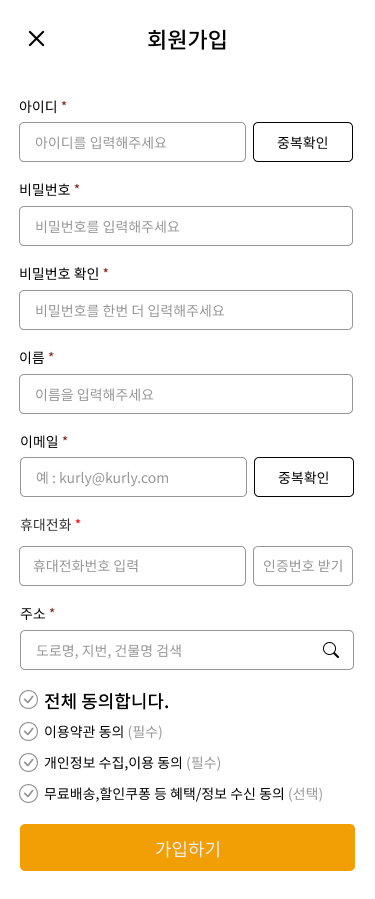 회원가입
아이디 *
아이디를 입력해주세요 중복확인
비밀번호 *
비밀번호를 입력해주세요
비밀번호 확인 *
비밀번호를 한번 더 입력해주세요
이름 *
이름을 입력해주세요
이메일 *
예 : kurly@kurly.com 중복확인
휴대전화 *
휴대전화번호 입력 인증번호 받기
주소 *
도로명, 지번, 건물명 검색
전체 동의합니다.
이용약관 동의 (필수)
개인정보 수집,이용 동의 (필수)
무료배송,할인쿠폰 등 혜택/정보 수신 동의 (선택)
가입하기